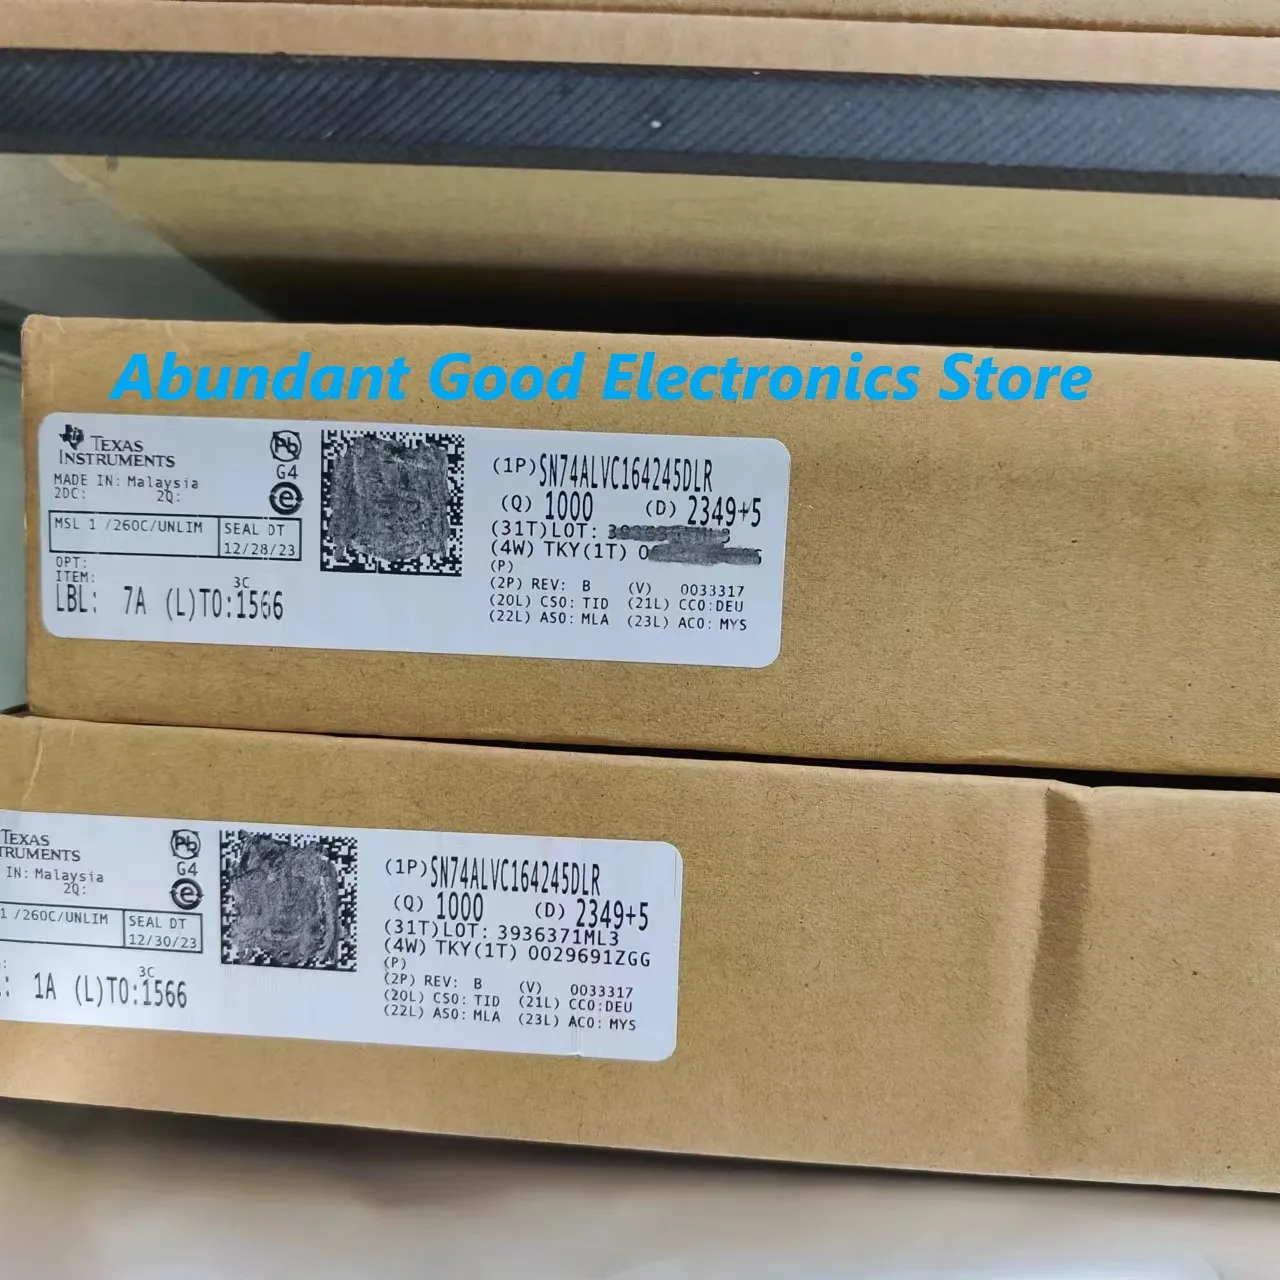 Abundant Good Electronics Store
TEXAS
INSTRUMENTS
Pb
G4
e
MADE IN: Malaysia
2DC: 2Q:
MSL 1 /260C/UNLIM
SEAL DT
12/28/23
OPT:
ITEM:
3C
LBL: 7A (L)TO:1566
(1P)SN74ALVC164245DLR
(Q) 1000 (D) 2349+5
(31T)LOT:
(4W) TKY(1T)
(P)
(2P) REV: B (V) 0033317
(20L) CSO: TID (21L) CCO:DEU
(22L) ASO: MLA (23L) ACO: MYS
TEXAS
TRUMENTS
Pb
G4
e
IN: Malaysia
2Q:
1 /260C/UNLIM
SEAL DT
12/30/23
3C
: 1A (L)TO:1566
(1P)SN74ALVC164245DLR
(Q) 1000 (D) 2349+5
(31T)LOT: 3936371ML3
(4W) TKY(1T) 0029691ZGG
(P)
(2P) REV: B (V) 0033317
(20L) CSO: TID (21L) CCO:DEU
(22L) ASO: MLA (23L) ACO: MYS